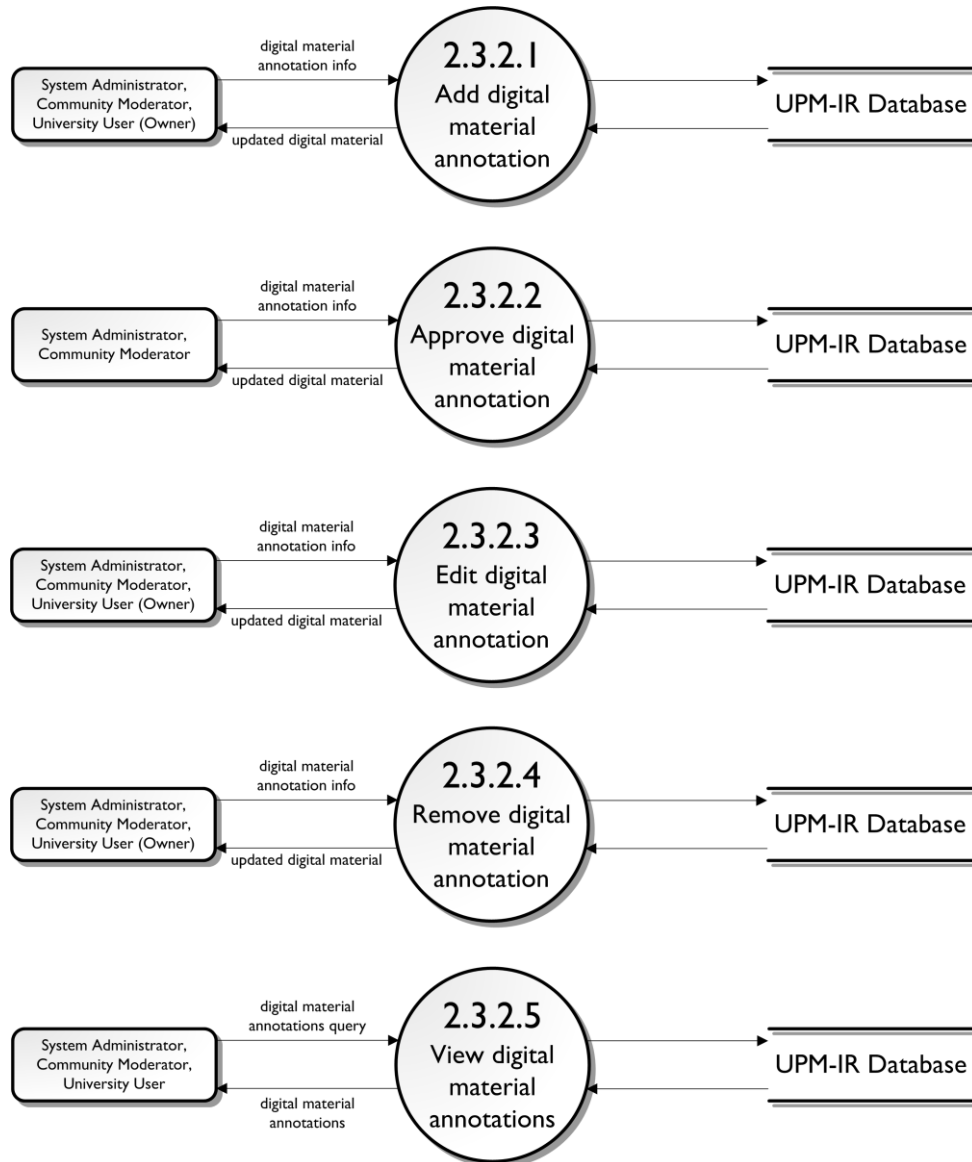 digital material
annotation info
System Administrator,
Community Moderator,
University User (Owner)
updated digital material
2.3.2.1
Add digital
material
annotation
UPM-IR Database
digital material
annotation info
System Administrator,
Community Moderator
updated digital material
2.3.2.2
Approve digital
material
annotation
UPM-IR Database
digital material
annotation info
System Administrator,
Community Moderator,
University User (Owner)
updated digital material
2.3.2.3
Edit digital
material
annotation
UPM-IR Database
digital material
annotation info
System Administrator,
Community Moderator,
University User (Owner)
updated digital material
2.3.2.4
Remove digital
material
annotation
UPM-IR Database
digital material
annotations query
System Administrator,
Community Moderator,
University User
digital material
annotations
2.3.2.5
View digital
material
annotations
UPM-IR Database